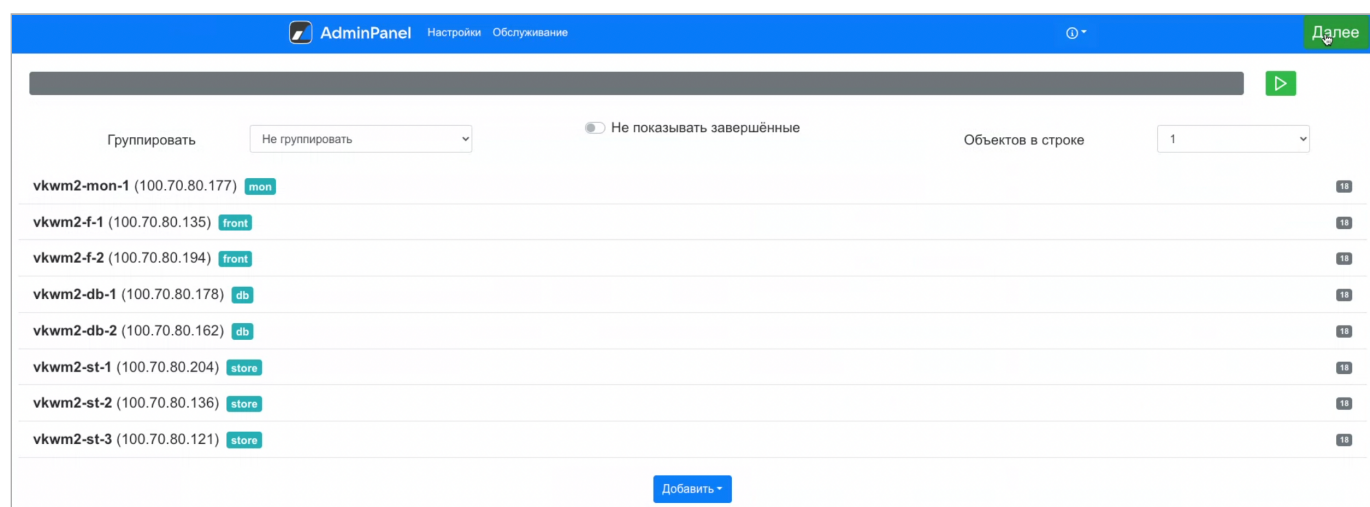 AdminPanel Настройки Обслуживание Далее
Группировать Не группировать Не показывать завершённые Объектов в строке 1
vkwm2-mon-1 (100.70.80.177) mon 18
vkwm2-f-1 (100.70.80.135) front 18
vkwm2-f-2 (100.70.80.194) front 18
vkwm2-db-1 (100.70.80.178) db 18
vkwm2-db-2 (100.70.80.162) db 18
vkwm2-st-1 (100.70.80.204) store 18
vkwm2-st-2 (100.70.80.136) store 18
vkwm2-st-3 (100.70.80.121) store 18
Добавить